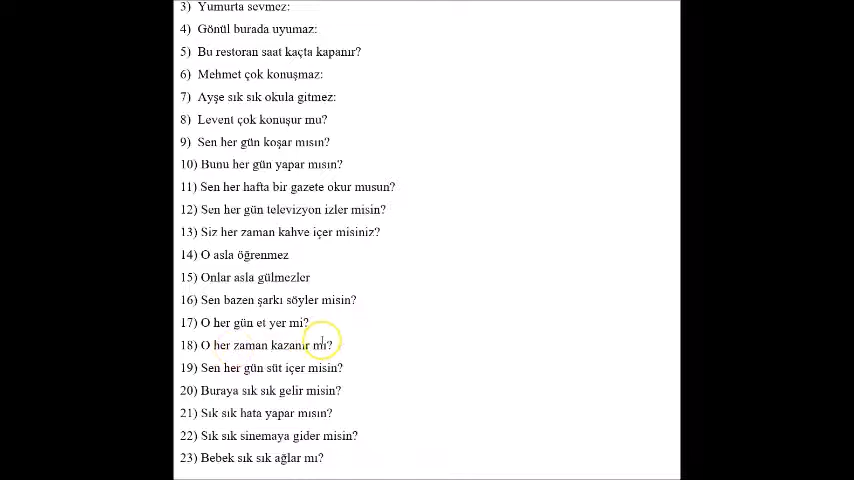 3) Yumurta sevmez:
4) Gönül burada uyumaz:
5) Bu restoran saat kaçta kapanır?
6) Mehmet çok konuşmaz:
7) Ayşe sık sık okula gitmez:
8) Levent çok konuşur mu?
9) Sen her gün koşar mısın?
10) Bunu her gün yapar mısın?
11) Sen her hafta bir gazete okur musun?
12) Sen her gün televizyon izler misin?
13) Siz her zaman kahve içer misiniz?
14) O asla öğrenmez
15) Onlar asla gülmezler
16) Sen bazen şarkı söyler misin?
17) O her gün et yer mi?
18) O her zaman kazanır mı?
19) Sen her gün süt içer misin?
20) Buraya sık sık gelir misin?
21) Sık sık hata yapar mısın?
22) Sık sık sinemaya gider misin?
23) Bebek sık sık ağlar mı?